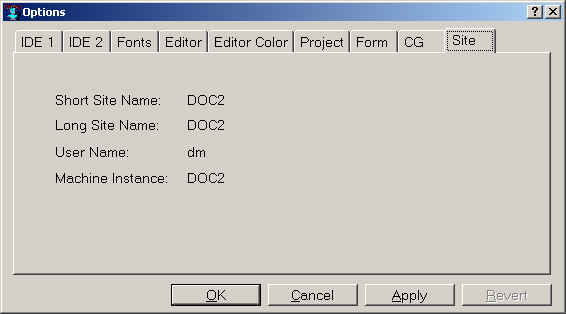 Options
IDE 1 IDE 2 Fonts Editor Editor Color Project Form CG Site
Short Site Name: DOC2
Long Site Name: DOC2
User Name: dm
Machine Instance: DOC2
OK Cancel Apply Revert